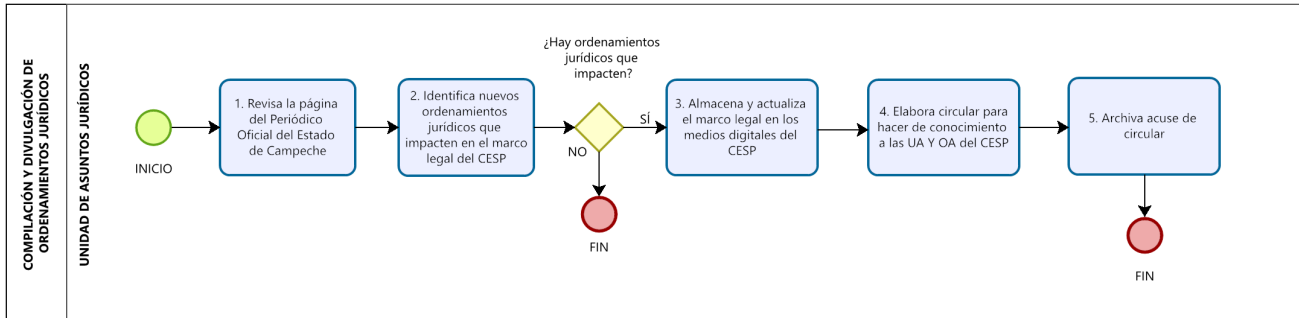 COMPILACIÓN Y DIVULGACIÓN DE
ORDENAMIENTOS JURÍDICOS
UNIDAD DE ASUNTOS JURÍDICOS
INICIO
1. Revisa la página
del Periódico
Oficial del Estado
de Campeche
2. Identifica nuevos
ordenamientos
jurídicos que
impacten en el marco
legal del CESP
¿Hay ordenamientos
jurídicos que
impacten?
SÍ
NO
FIN
3. Almacena y actualiza
el marco legal en los
medios digitales del
CESP
4. Elabora circular para
hacer de conocimiento
a las UA Y OA del CESP
5. Archiva acuse de
circular
FIN